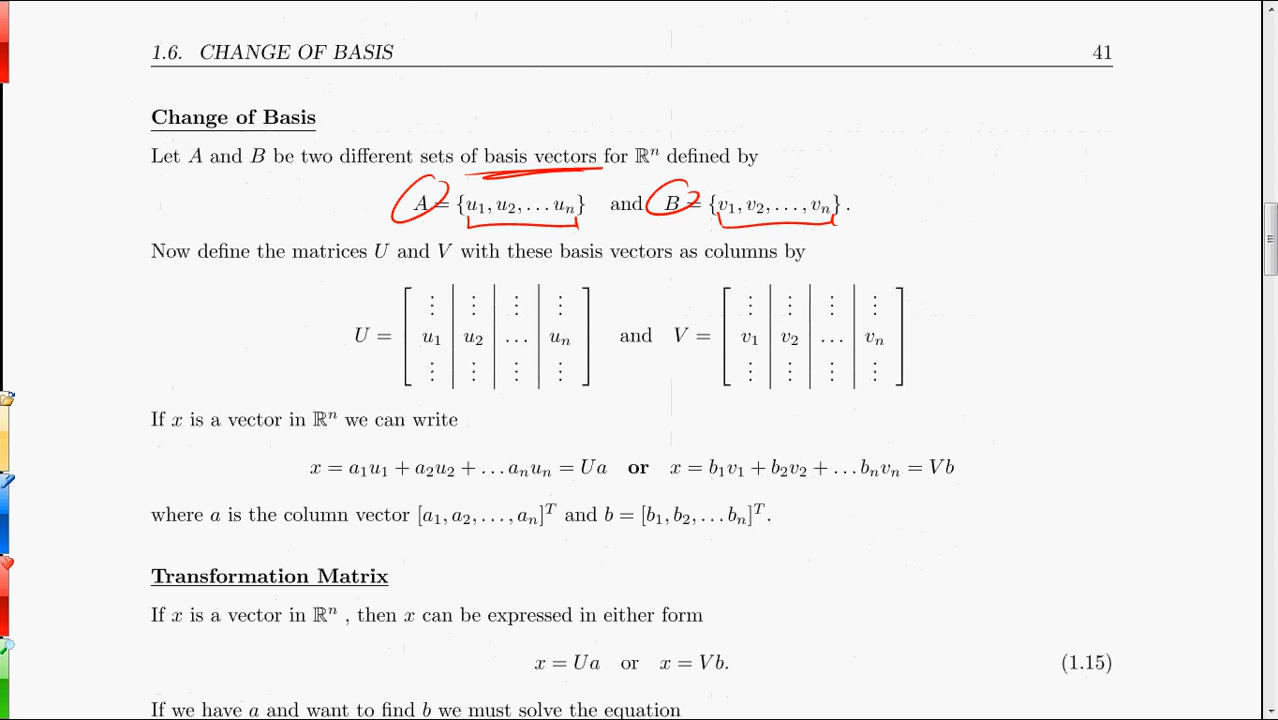 1.6. CHANGE OF BASIS 41
Change of Basis
Let A and B be two different sets of basis vectors for ℝⁿ defined by
A = {u₁, u₂, . . . uₙ} and B = {v₁, v₂, . . . , vₙ} .
Now define the matrices U and V with these basis vectors as columns by
U = [ ⋮ | ⋮ | ⋮ | ⋮ ; u₁ | u₂ | . . . | uₙ ; ⋮ | ⋮ | ⋮ | ⋮ ] and V = [ ⋮ | ⋮ | ⋮ | ⋮ ; v₁ | v₂ | . . . | vₙ ; ⋮ | ⋮ | ⋮ | ⋮ ]
If x is a vector in ℝⁿ we can write
x = a₁u₁ + a₂u₂ + . . . aₙuₙ = Ua or x = b₁v₁ + b₂v₂ + . . . bₙvₙ = Vb
where a is the column vector [a₁, a₂, . . . , aₙ]ᵀ and b = [b₁, b₂, . . . bₙ]ᵀ.
Transformation Matrix
If x is a vector in ℝⁿ , then x can be expressed in either form
x = Ua or x = Vb. (1.15)
If we have a and want to find b we must solve the equation